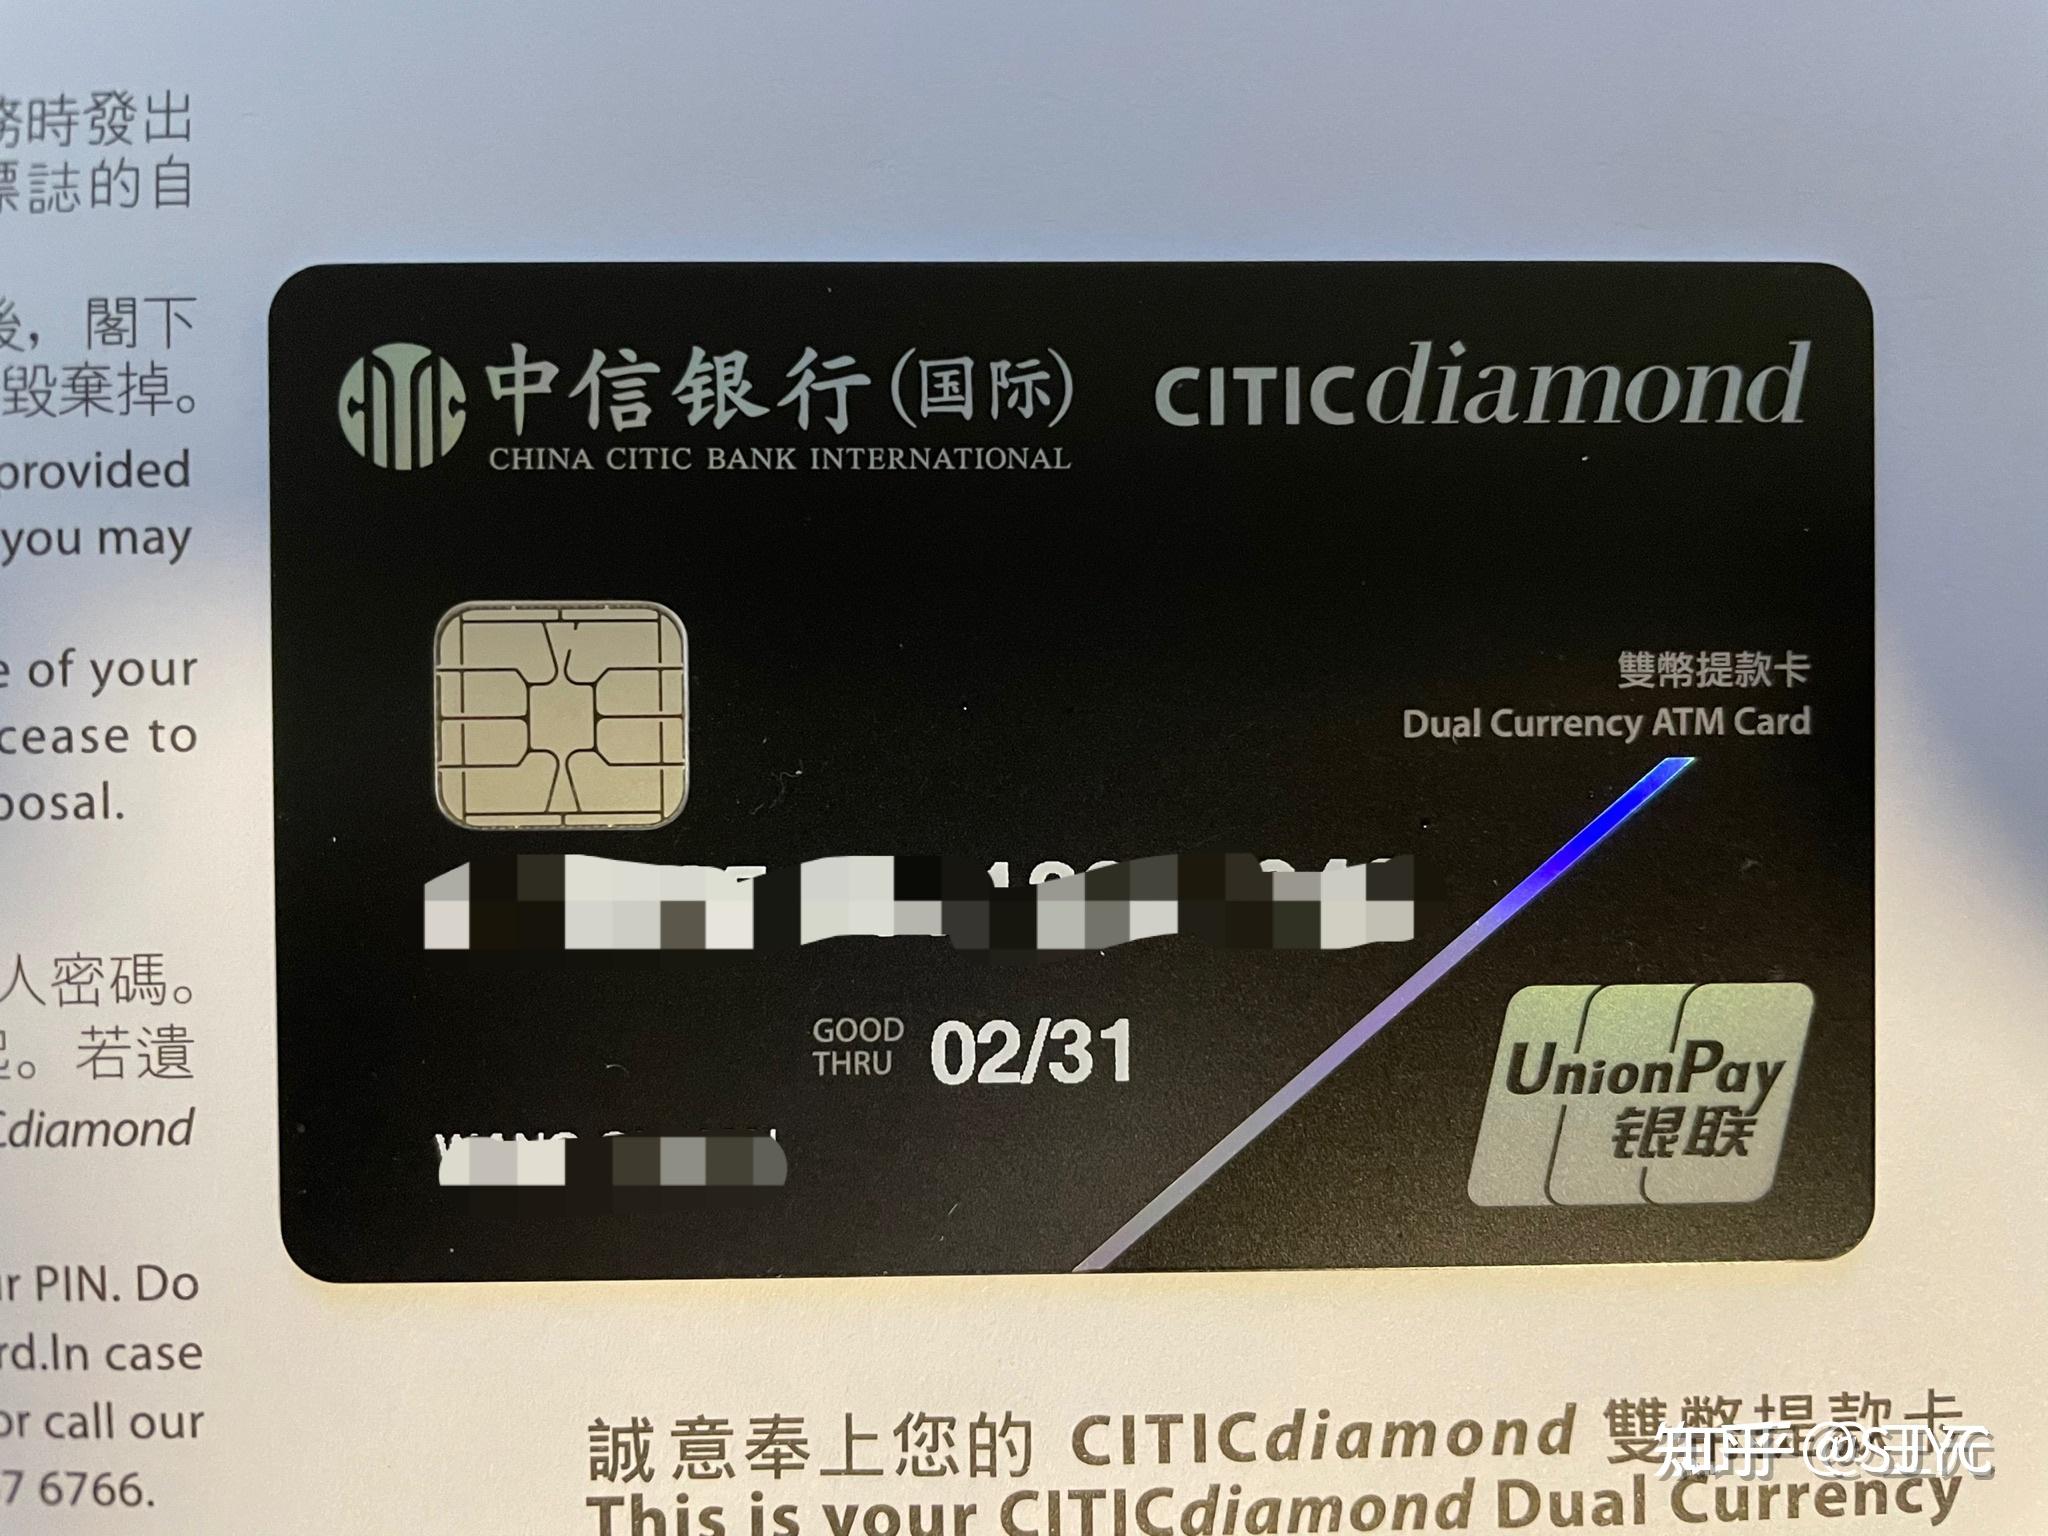 務時發出
標誌的自
後，閣下
毀棄掉。
provided
you may
e of your
cease to
posal.
人密碼。
。若遺
Cdiamond
r PIN. Do
rd.In case
or call our
7 6766.
CITIC
中信银行(国际)
CHINA CITIC BANK INTERNATIONAL
CITICdiamond
雙幣提款卡
Dual Currency ATM Card
GOOD THRU 02/31
UnionPay
银联
誠意奉上您的 CITICdiamond 雙幣提款卡
This is your CITICdiamond Dual Currency
知乎 @SJYC